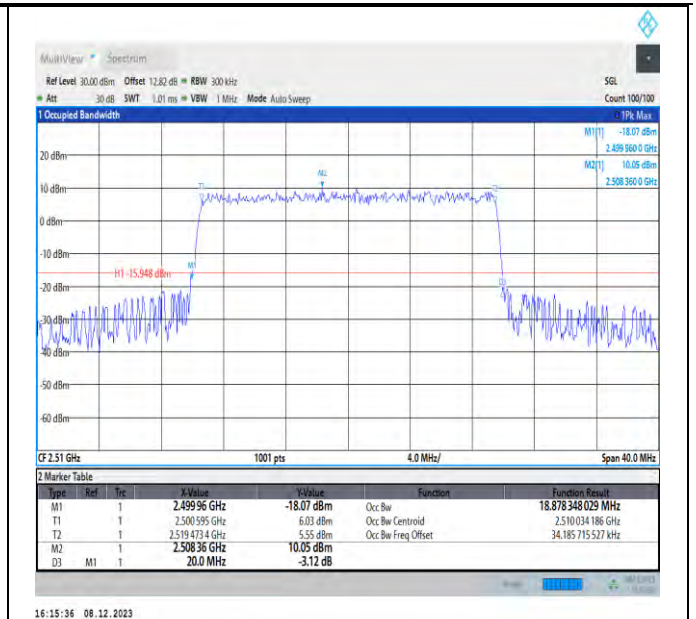 MultiView Spectrum
Ref Level 30.00 dBm Offset 12.82 dB RBW 300 kHz SGL
Att 30 dB SWT 1.01 ms VBW 1 MHz Mode Auto Sweep Count 100/100
1 Occupied Bandwidth 1Pk Max
M1[1] -18.07 dBm
2.499 960 0 GHz
M2[1] 10.05 dBm
2.508 360 0 GHz
20 dBm
M2
10 dBm
T1
0 dBm
-10 dBm
M1
H1 -15.948 dBm
-20 dBm
D3
-30 dBm
-40 dBm
-50 dBm
-60 dBm
CF 2.51 GHz 1001 pts 4.0 MHz/ Span 40.0 MHz
2 Marker Table
Type Ref Trc X-Value Y-Value Function Function Result
M1 1 2.499 96 GHz -18.07 dBm Occ Bw 18.878 348 029 MHz
T1 1 2.500 595 GHz 6.03 dBm Occ Bw Centroid 2.510 034 186 GHz
T2 1 2.519 473 4 GHz 5.55 dBm Occ Bw Freq Offset 34.185 715 527 kHz
M2 1 2.508 36 GHz 10.05 dBm
D3 M1 1 20.0 MHz -3.12 dB
16:15:36 08.12.2023